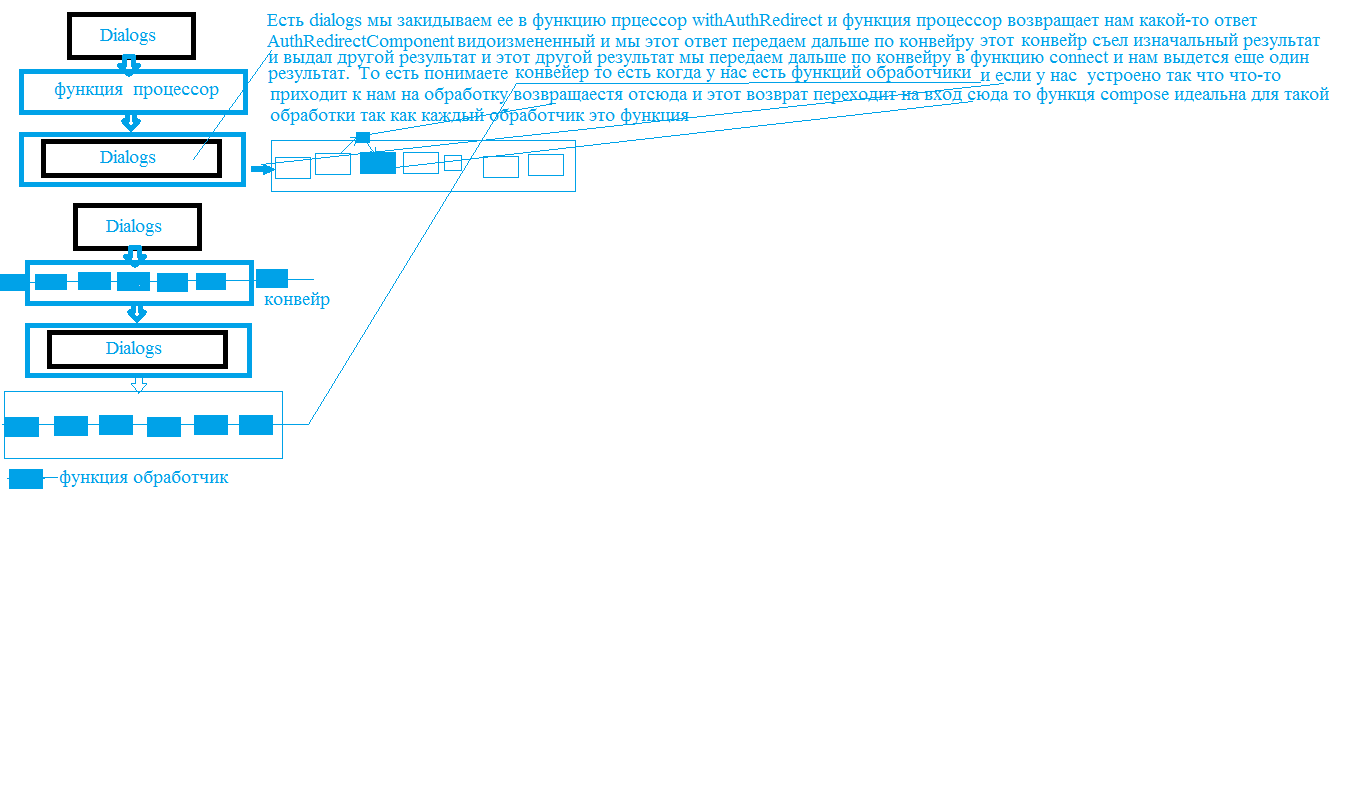 Есть dialogs мы закидываем ее в функцию прцессор withAuthRedirect и функция процессор возвращает нам какой-то ответ
AuthRedirectComponent видоизмененный и мы этот ответ передаем дальше по конвейру этот конвейр съел изначальный результат
и выдал другой результат и этот другой результат мы передаем дальше по конвейру в функцию connect и нам выдется еще один
результат. То есть понимаете конвейер то есть когда у нас есть функций обработчики и если у нас устроено так что что-то
приходит к нам на обработку возвращаестя отсюда и этот возврат переходит на вход сюда то функця compose идеальна для такой
обработки так как каждый обработчик это функция
Dialogs
функция процессор
Dialogs
Dialogs
конвейр
Dialogs
функция обработчик